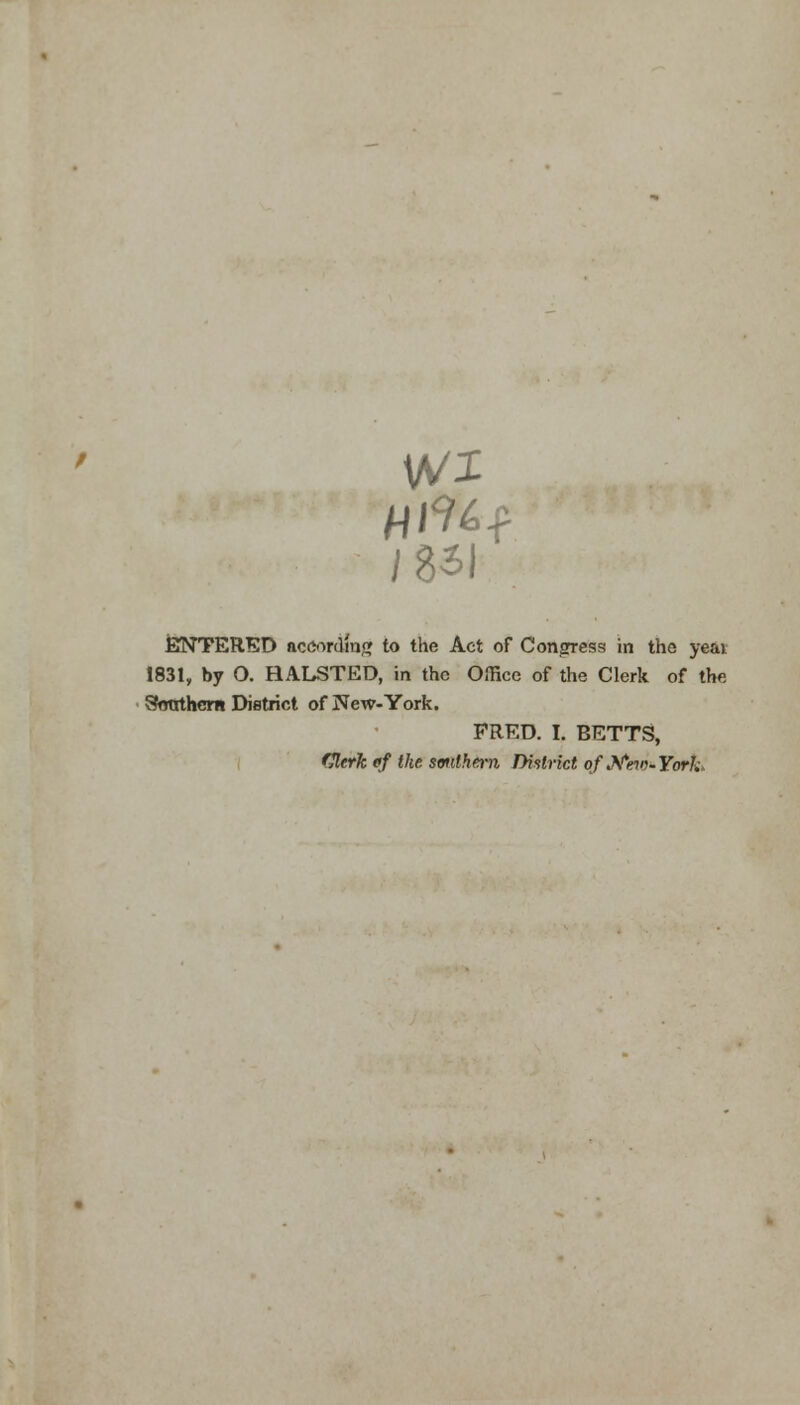 WI
H196f
1831
ENTERED according to the Act of Congress in the year
1831, by O. HALSTED, in the Office of the Clerk of the
Southern District of New-York.
FRED. I. BETTS,
Clerk of the southern District of New-York.